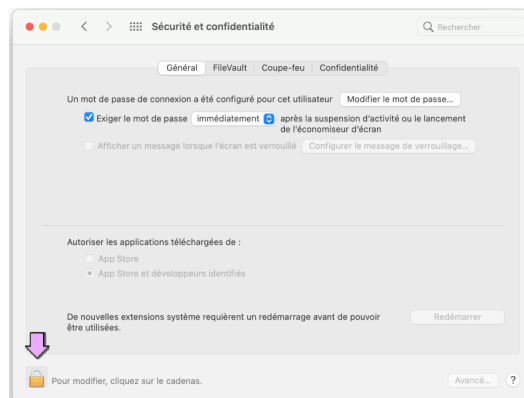 Sécurité et confidentialité
Rechercher
Général FileVault Coupe-feu Confidentialité
Un mot de passe de connexion a été configuré pour cet utilisateur Modifier le mot de passe...
Exiger le mot de passe immédiatement après la suspension d'activité ou le lancement
de l'économiseur d'écran
Afficher un message lorsque l'écran est verrouillé Configurer le message de verrouillage...
Autoriser les applications téléchargées de :
App Store
App Store et développeurs identifiés
De nouvelles extensions système requièrent un redémarrage avant de pouvoir
être utilisées.
Redémarrer
Pour modifier, cliquez sur le cadenas.
Avancé... ?